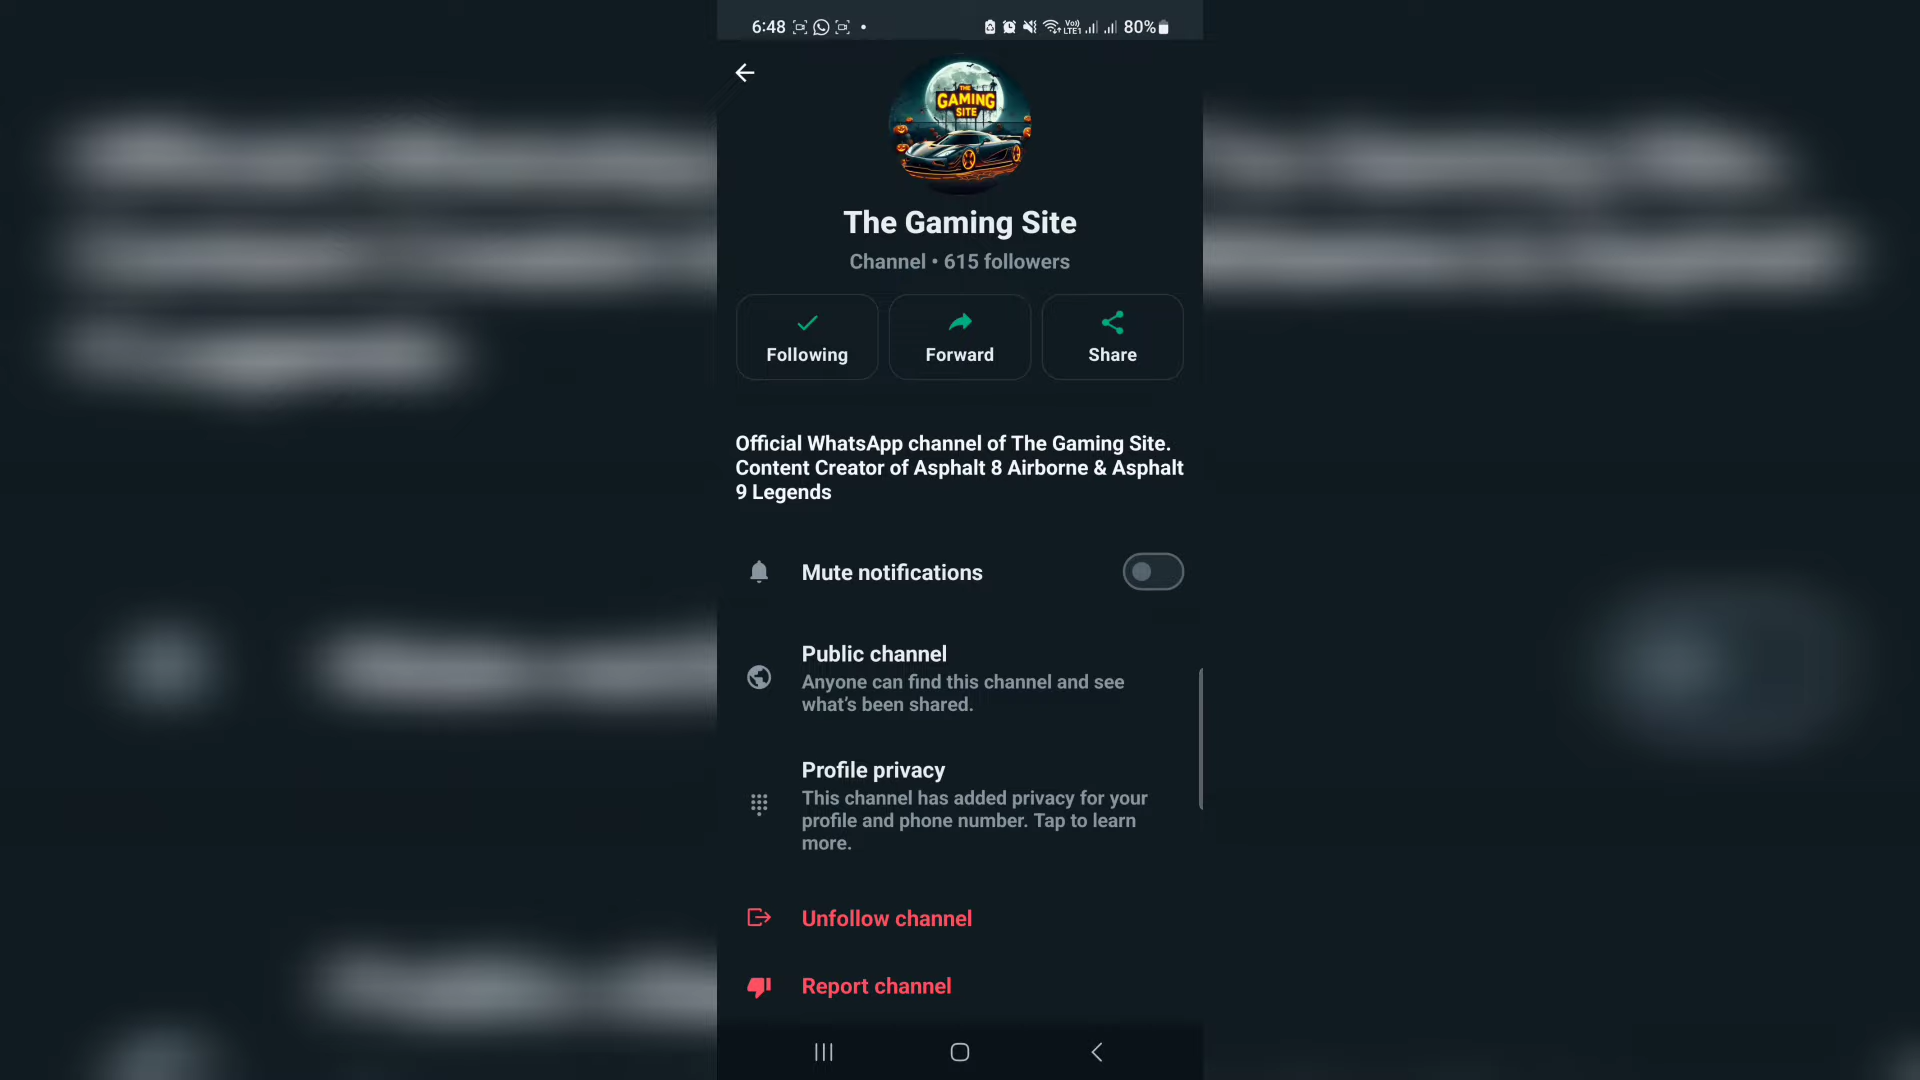 6:48
Vo)) LTE1 80%
THE
GAMING
SITE
The Gaming Site
Channel • 615 followers
Following Forward Share
Official WhatsApp channel of The Gaming Site.
Content Creator of Asphalt 8 Airborne & Asphalt
9 Legends
Mute notifications
Public channel
Anyone can find this channel and see
what's been shared.
Profile privacy
This channel has added privacy for your
profile and phone number. Tap to learn
more.
Unfollow channel
Report channel